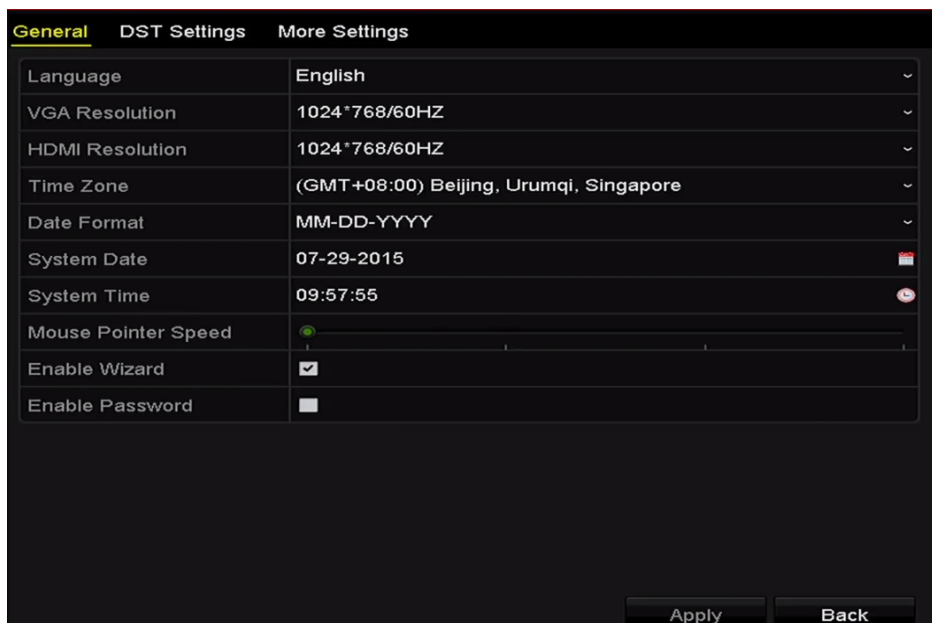 General DST Settings More Settings
Language English
VGA Resolution 1024*768/60HZ
HDMI Resolution 1024*768/60HZ
Time Zone (GMT+08:00) Beijing, Urumqi, Singapore
Date Format MM-DD-YYYY
System Date 07-29-2015
System Time 09:57:55
Mouse Pointer Speed
Enable Wizard
Enable Password
Apply Back